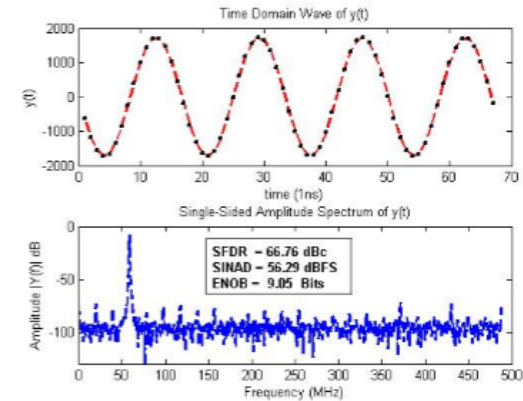 Time Domain Wave of y(t)
2000
1000
0
-1000
-2000
y(t)
0 10 20 30 40 50 60 70
time (1ns)
Single-Sided Amplitude Spectrum of y(t)
0
-50
-100
Amplitude |Y(f)| dB
SFDR = 66.76 dBc
SINAD = 56.29 dBFS
ENOB = 9.05 Bits
0 50 100 150 200 250 300 350 400 450 500
Frequency (MHz)